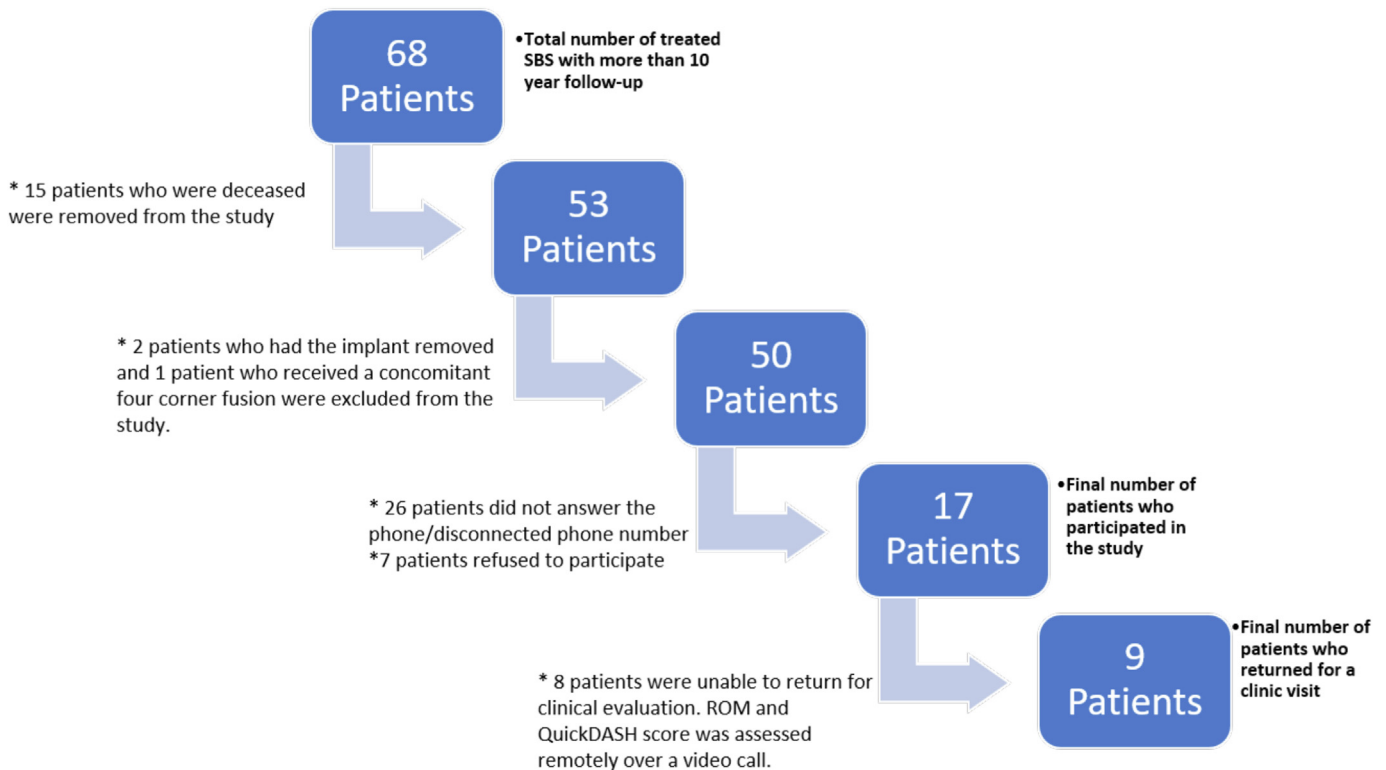 68
Patients
•Total number of treated
SBS with more than 10
year follow-up
* 15 patients who were deceased
were removed from the study
53
Patients
* 2 patients who had the implant removed
and 1 patient who received a concomitant
four corner fusion were excluded from the
study.
50
Patients
* 26 patients did not answer the
phone/disconnected phone number
*7 patients refused to participate
17
Patients
•Final number of
patients who
participated in
the study
* 8 patients were unable to return for
clinical evaluation. ROM and
QuickDASH score was assessed
remotely over a video call.
9
Patients
•Final number of
patients who
returned for a
clinic visit